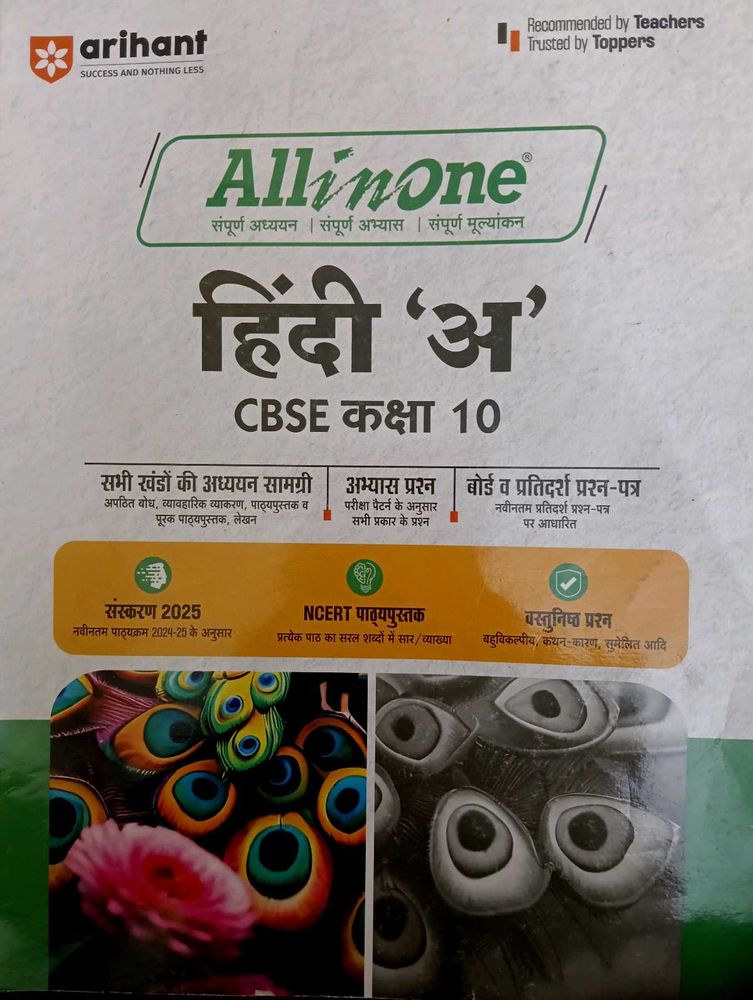 arihant
SUCCESS AND NOTHING LESS
Recommended by Teachers
Trusted by Toppers
All in One®
संपूर्ण अध्ययन | संपूर्ण अभ्यास | संपूर्ण मूल्यांकन
हिंदी ‘अ’
CBSE कक्षा 10
सभी खंडों की अध्ययन सामग्री
अपठित बोध, व्यावहारिक व्याकरण, पाठ्यपुस्तक व
पूरक पाठ्यपुस्तक, लेखन
अभ्यास प्रश्न
परीक्षा पैटर्न के अनुसार
सभी प्रकार के प्रश्न
बोर्ड व प्रतिदर्श प्रश्न-पत्र
नवीनतम प्रतिदर्श प्रश्न-पत्र
पर आधारित
संस्करण 2025
नवीनतम पाठ्यक्रम 2024-25 के अनुसार
NCERT पाठ्यपुस्तक
प्रत्येक पाठ का सरल शब्दों में सार/व्याख्या
वस्तुनिष्ठ प्रश्न
बहुविकल्पीय, कथन-कारण, सुमेलित आदि